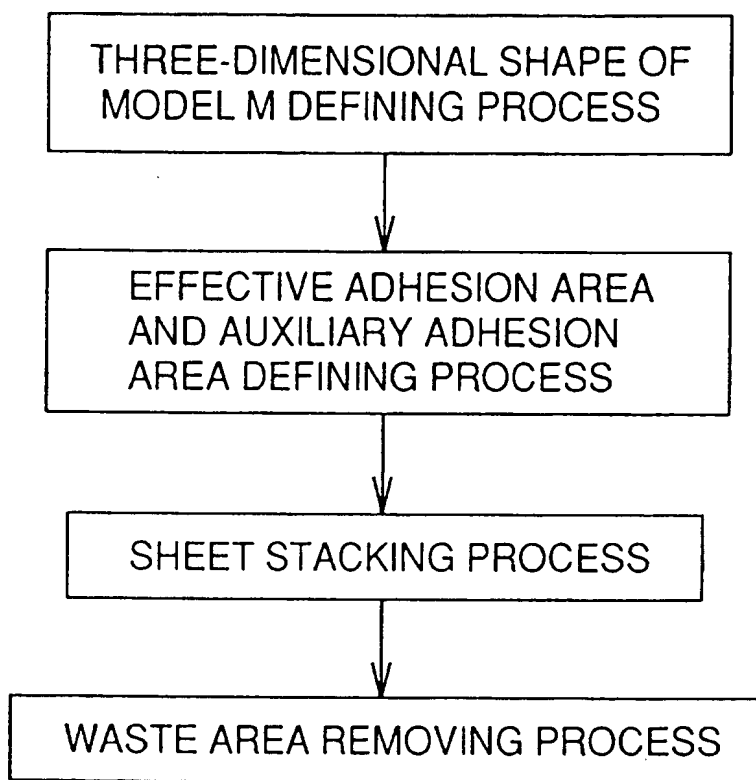 THREE-DIMENSIONAL SHAPE OF
MODEL M DEFINING PROCESS
EFFECTIVE ADHESION AREA
AND AUXILIARY ADHESION
AREA DEFINING PROCESS
SHEET STACKING PROCESS
WASTE AREA REMOVING PROCESS